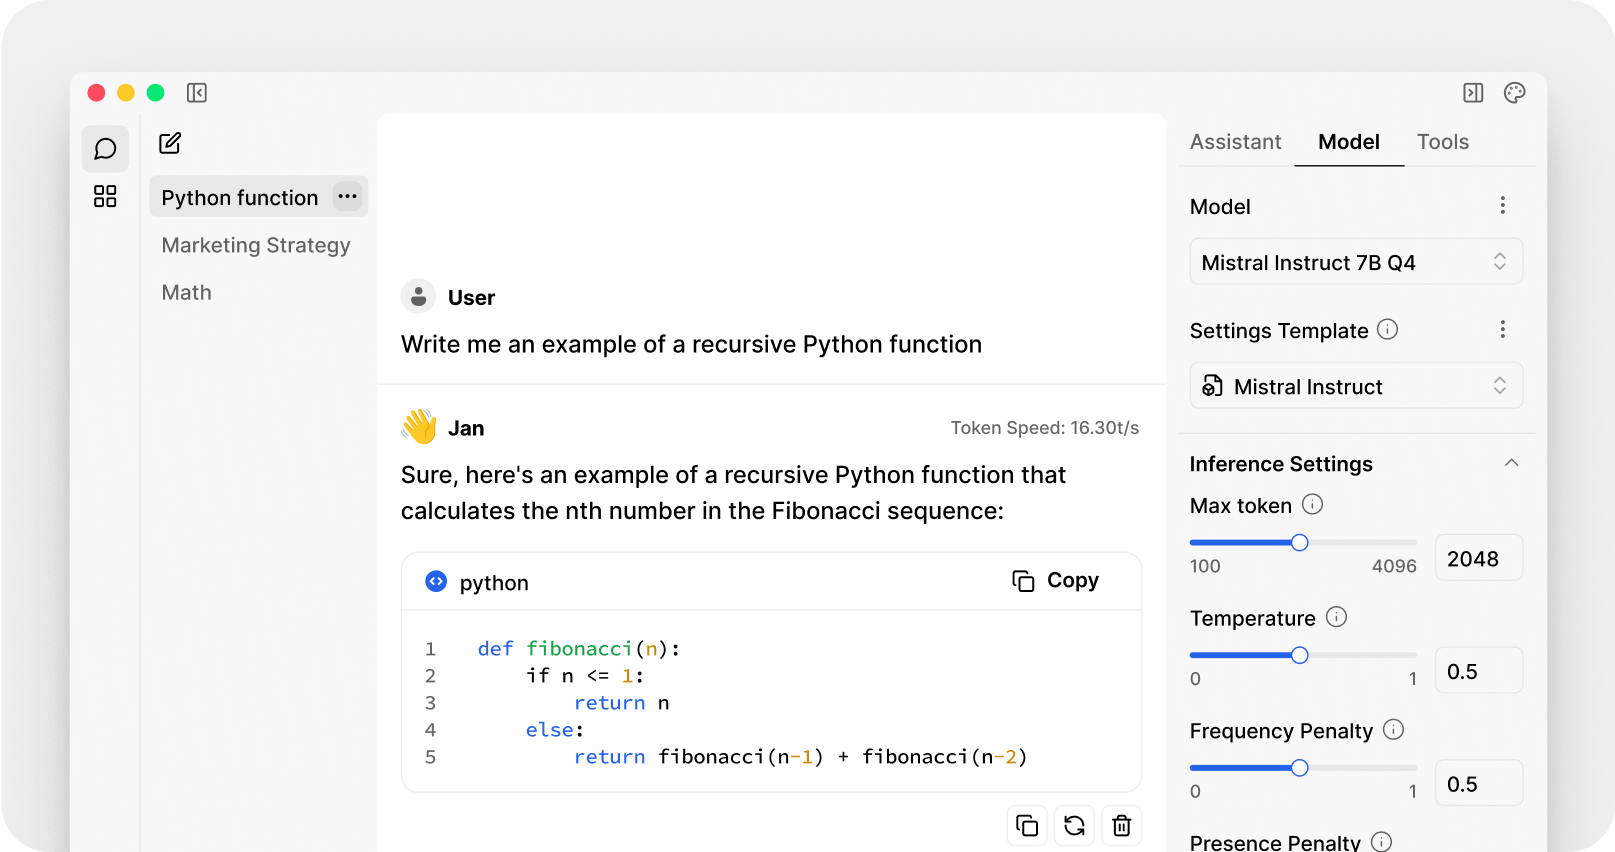 Python function
Marketing Strategy
Math
User
Write me an example of a recursive Python function
Jan
Token Speed: 16.30t/s
Sure, here's an example of a recursive Python function that
calculates the nth number in the Fibonacci sequence:
python
Copy
1 def fibonacci(n):
2     if n <= 1:
3         return n
4     else:
5         return fibonacci(n-1) + fibonacci(n-2)
Assistant Model Tools
Model
Mistral Instruct 7B Q4
Settings Template
Mistral Instruct
Inference Settings
Max token
100 4096 2048
Temperature
0 1 0.5
Frequency Penalty
0 1 0.5
Presence Penalty